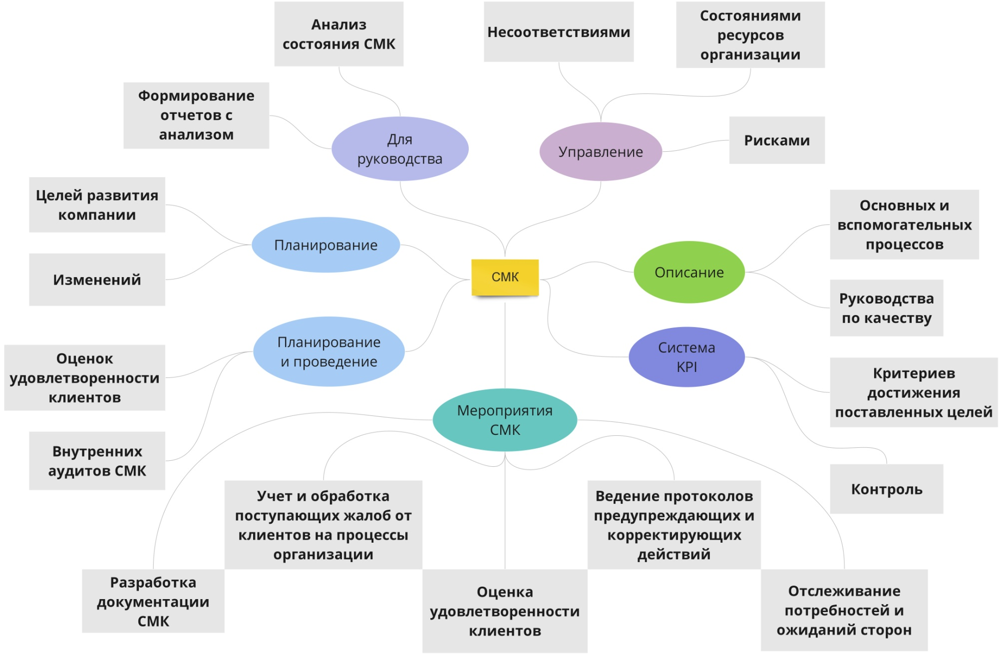 Анализ
состояния СМК
Несоответствиями
Состояниями
ресурсов
организации
Формирование
отчетов с
анализом
Для
руководства
Управление
Рисками
Целей развития
компании
Планирование
Изменений
СМК
Описание
Основных и
вспомогательных
процессов
Руководства
по качеству
Планирование
и проведение
Оценок
удовлетворенности
клиентов
Внутренних
аудитов СМК
Система
KPI
Критериев
достижения
поставленных целей
Контроль
Мероприятия
СМК
Разработка
документации
СМК
Учет и обработка
поступающих жалоб от
клиентов на процессы
организации
Оценка
удовлетворенности
клиентов
Ведение протоколов
предупреждающих и
корректирующих
действий
Отслеживание
потребностей и
ожиданий сторон